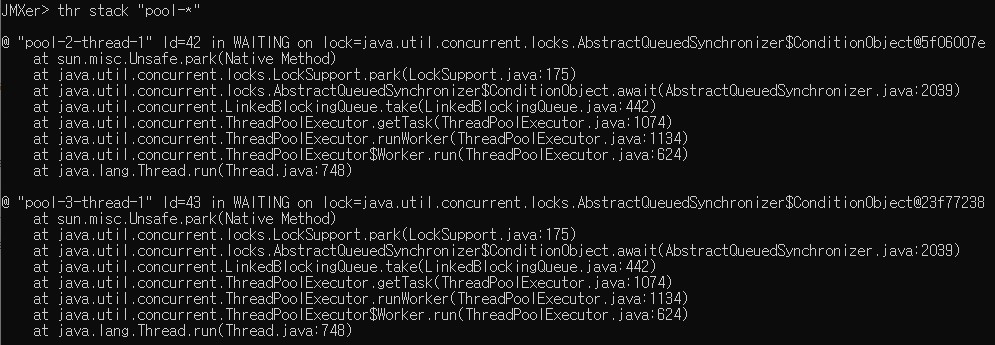 JMXer> thr stack "pool-*"
@ "pool-2-thread-1" Id=42 in WAITING on lock=java.util.concurrent.locks.AbstractQueuedSynchronizer$ConditionObject@5f06007e
at sun.misc.Unsafe.park(Native Method)
at java.util.concurrent.locks.LockSupport.park(LockSupport.java:175)
at java.util.concurrent.locks.AbstractQueuedSynchronizer$ConditionObject.await(AbstractQueuedSynchronizer.java:2039)
at java.util.concurrent.LinkedBlockingQueue.take(LinkedBlockingQueue.java:442)
at java.util.concurrent.ThreadPoolExecutor.getTask(ThreadPoolExecutor.java:1074)
at java.util.concurrent.ThreadPoolExecutor.runWorker(ThreadPoolExecutor.java:1134)
at java.util.concurrent.ThreadPoolExecutor$Worker.run(ThreadPoolExecutor.java:624)
at java.lang.Thread.run(Thread.java:748)
@ "pool-3-thread-1" Id=43 in WAITING on lock=java.util.concurrent.locks.AbstractQueuedSynchronizer$ConditionObject@23f77238
at sun.misc.Unsafe.park(Native Method)
at java.util.concurrent.locks.LockSupport.park(LockSupport.java:175)
at java.util.concurrent.locks.AbstractQueuedSynchronizer$ConditionObject.await(AbstractQueuedSynchronizer.java:2039)
at java.util.concurrent.LinkedBlockingQueue.take(LinkedBlockingQueue.java:442)
at java.util.concurrent.ThreadPoolExecutor.getTask(ThreadPoolExecutor.java:1074)
at java.util.concurrent.ThreadPoolExecutor.runWorker(ThreadPoolExecutor.java:1134)
at java.util.concurrent.ThreadPoolExecutor$Worker.run(ThreadPoolExecutor.java:624)
at java.lang.Thread.run(Thread.java:748)